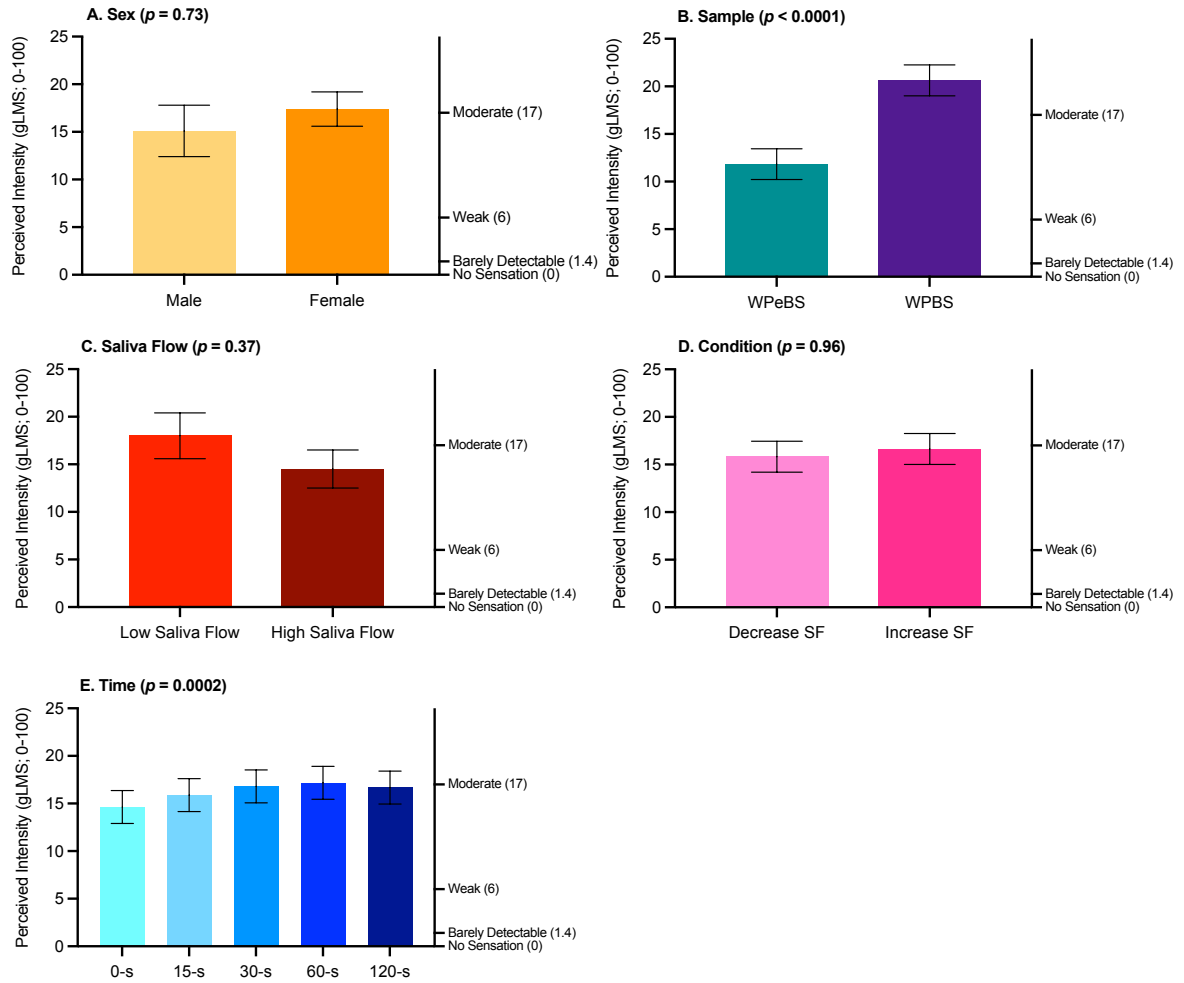 A. Sex (p = 0.73)
Perceived Intensity (gLMS; 0-100)
25
20
15
10
5
0
Moderate (17)
Weak (6)
Barely Detectable (1.4)
No Sensation (0)
Male
Female
B. Sample (p < 0.0001)
Perceived Intensity (gLMS; 0-100)
25
20
15
10
5
0
Moderate (17)
Weak (6)
Barely Detectable (1.4)
No Sensation (0)
WPeBS
WPBS
C. Saliva Flow (p = 0.37)
Perceived Intensity (gLMS; 0-100)
25
20
15
10
5
0
Moderate (17)
Weak (6)
Barely Detectable (1.4)
No Sensation (0)
Low Saliva Flow
High Saliva Flow
D. Condition (p = 0.96)
Perceived Intensity (gLMS; 0-100)
25
20
15
10
5
0
Moderate (17)
Weak (6)
Barely Detectable (1.4)
No Sensation (0)
Decrease SF
Increase SF
E. Time (p = 0.0002)
Perceived Intensity (gLMS; 0-100)
25
20
15
10
5
0
Moderate (17)
Weak (6)
Barely Detectable (1.4)
No Sensation (0)
0-s
15-s
30-s
60-s
120-s